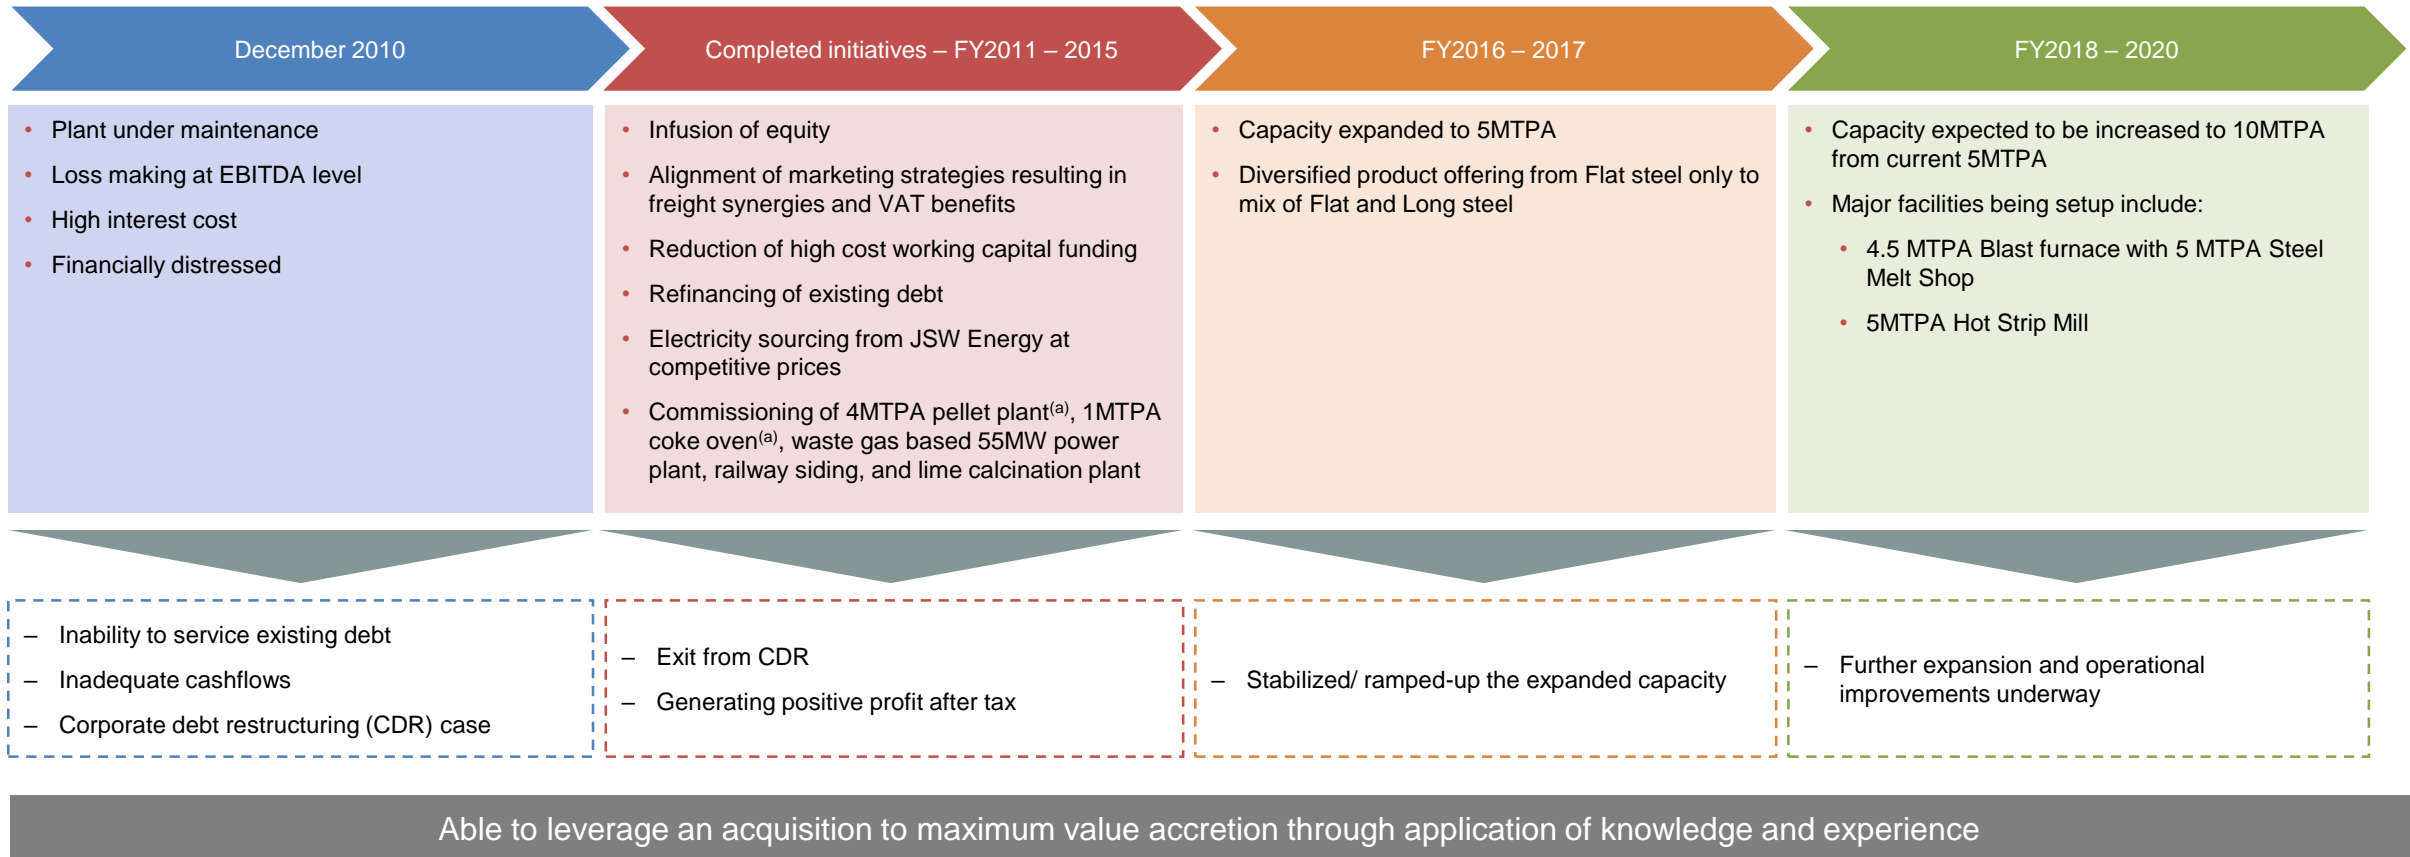 December 2010
Completed initiatives – FY2011 – 2015
FY2016 – 2017
FY2018 – 2020
• Plant under maintenance
• Loss making at EBITDA level
• High interest cost
• Financially distressed
• Infusion of equity
• Alignment of marketing strategies resulting in
freight synergies and VAT benefits
• Reduction of high cost working capital funding
• Refinancing of existing debt
• Electricity sourcing from JSW Energy at
competitive prices
• Commissioning of 4MTPA pellet plant(a), 1MTPA
coke oven(a), waste gas based 55MW power
plant, railway siding, and lime calcination plant
• Capacity expanded to 5MTPA
• Diversified product offering from Flat steel only to
mix of Flat and Long steel
• Capacity expected to be increased to 10MTPA
from current 5MTPA
• Major facilities being setup include:
• 4.5 MTPA Blast furnace with 5 MTPA Steel
Melt Shop
• 5MTPA Hot Strip Mill
– Inability to service existing debt
– Inadequate cashflows
– Corporate debt restructuring (CDR) case
– Exit from CDR
– Generating positive profit after tax
– Stabilized/ ramped-up the expanded capacity
– Further expansion and operational
improvements underway
Able to leverage an acquisition to maximum value accretion through application of knowledge and experience